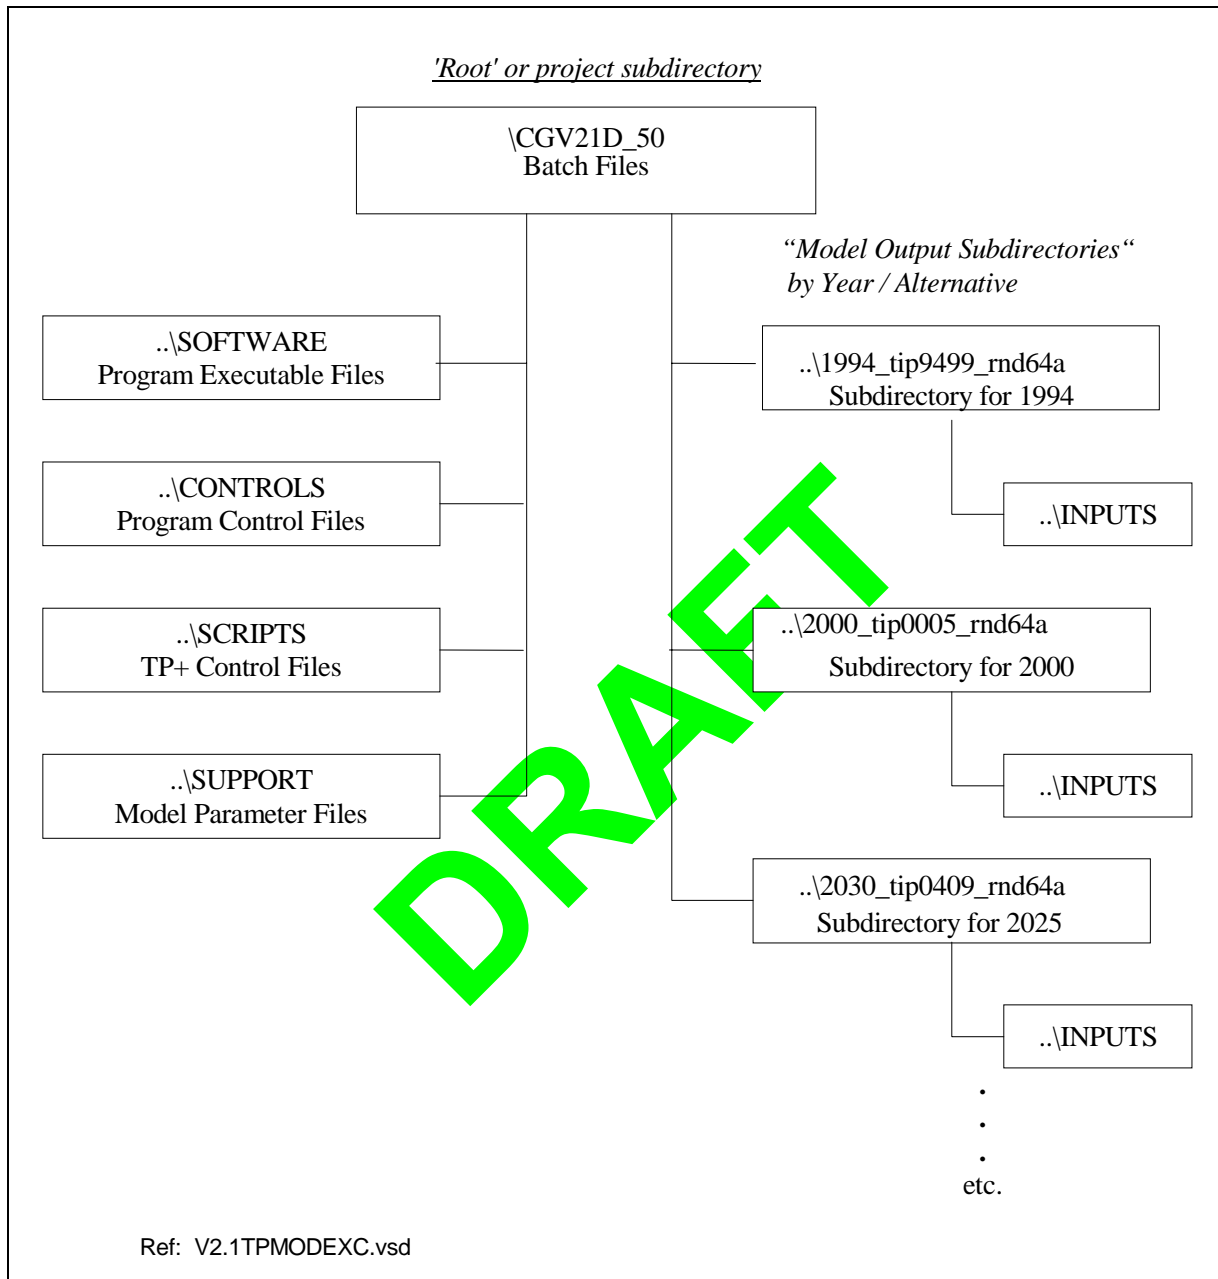 'Root' or project subdirectory
\CGV21D_50
Batch Files
“Model Output Subdirectories“
by Year / Alternative
..\SOFTWARE
Program Executable Files
..\1994_tip9499_rnd64a
Subdirectory for 1994
..\CONTROLS
Program Control Files
..\INPUTS
..\SCRIPTS
TP+ Control Files
..\2000_tip0005_rnd64a
Subdirectory for 2000
..\SUPPORT
Model Parameter Files
..\INPUTS
..\2030_tip0409_rnd64a
Subdirectory for 2025
..\INPUTS
.
.
.
etc.
DRAFT
Ref: V2.1TPMODEXC.vsd